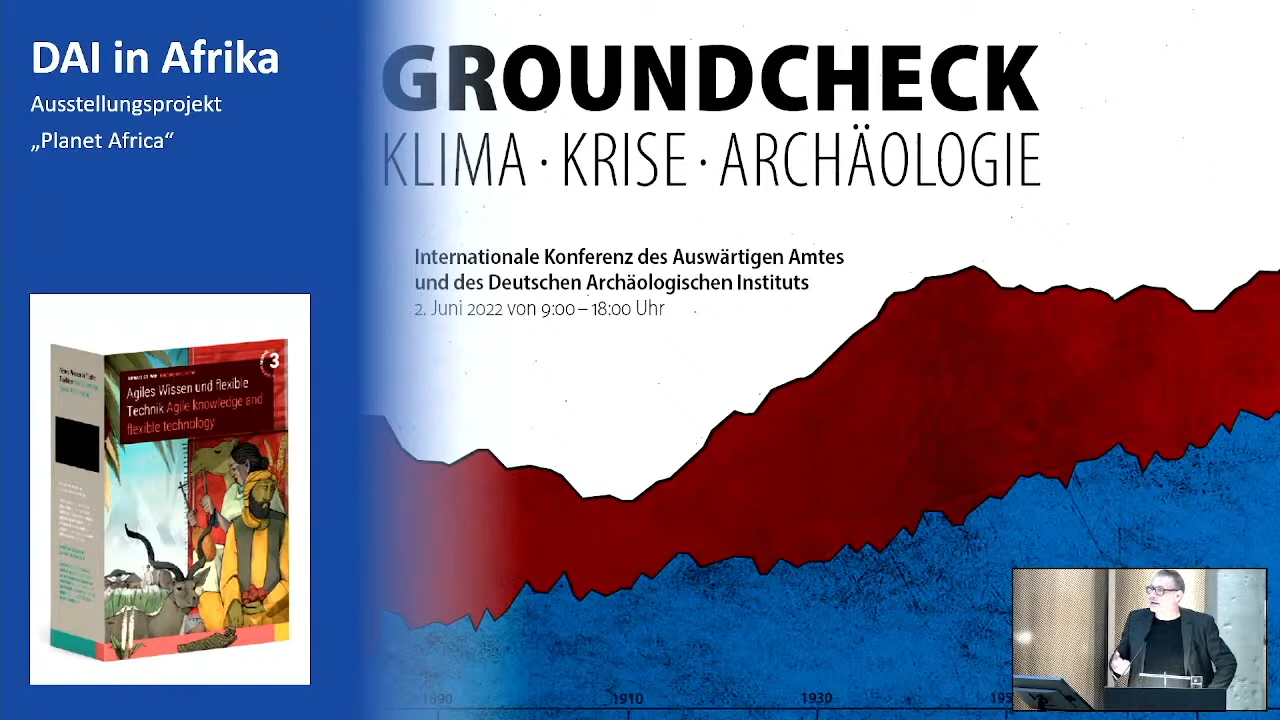 DAI in Afrika
Ausstellungsprojekt
„Planet Africa“
GROUNDCHECK
KLIMA · KRISE · ARCHÄOLOGIE
Internationale Konferenz des Auswärtigen Amtes
und des Deutschen Archäologischen Instituts
2. Juni 2022 von 9:00 – 18:00 Uhr
3
Agiles Wissen und flexible
Technik Agile knowledge and
flexible technology
1890
1910
1930